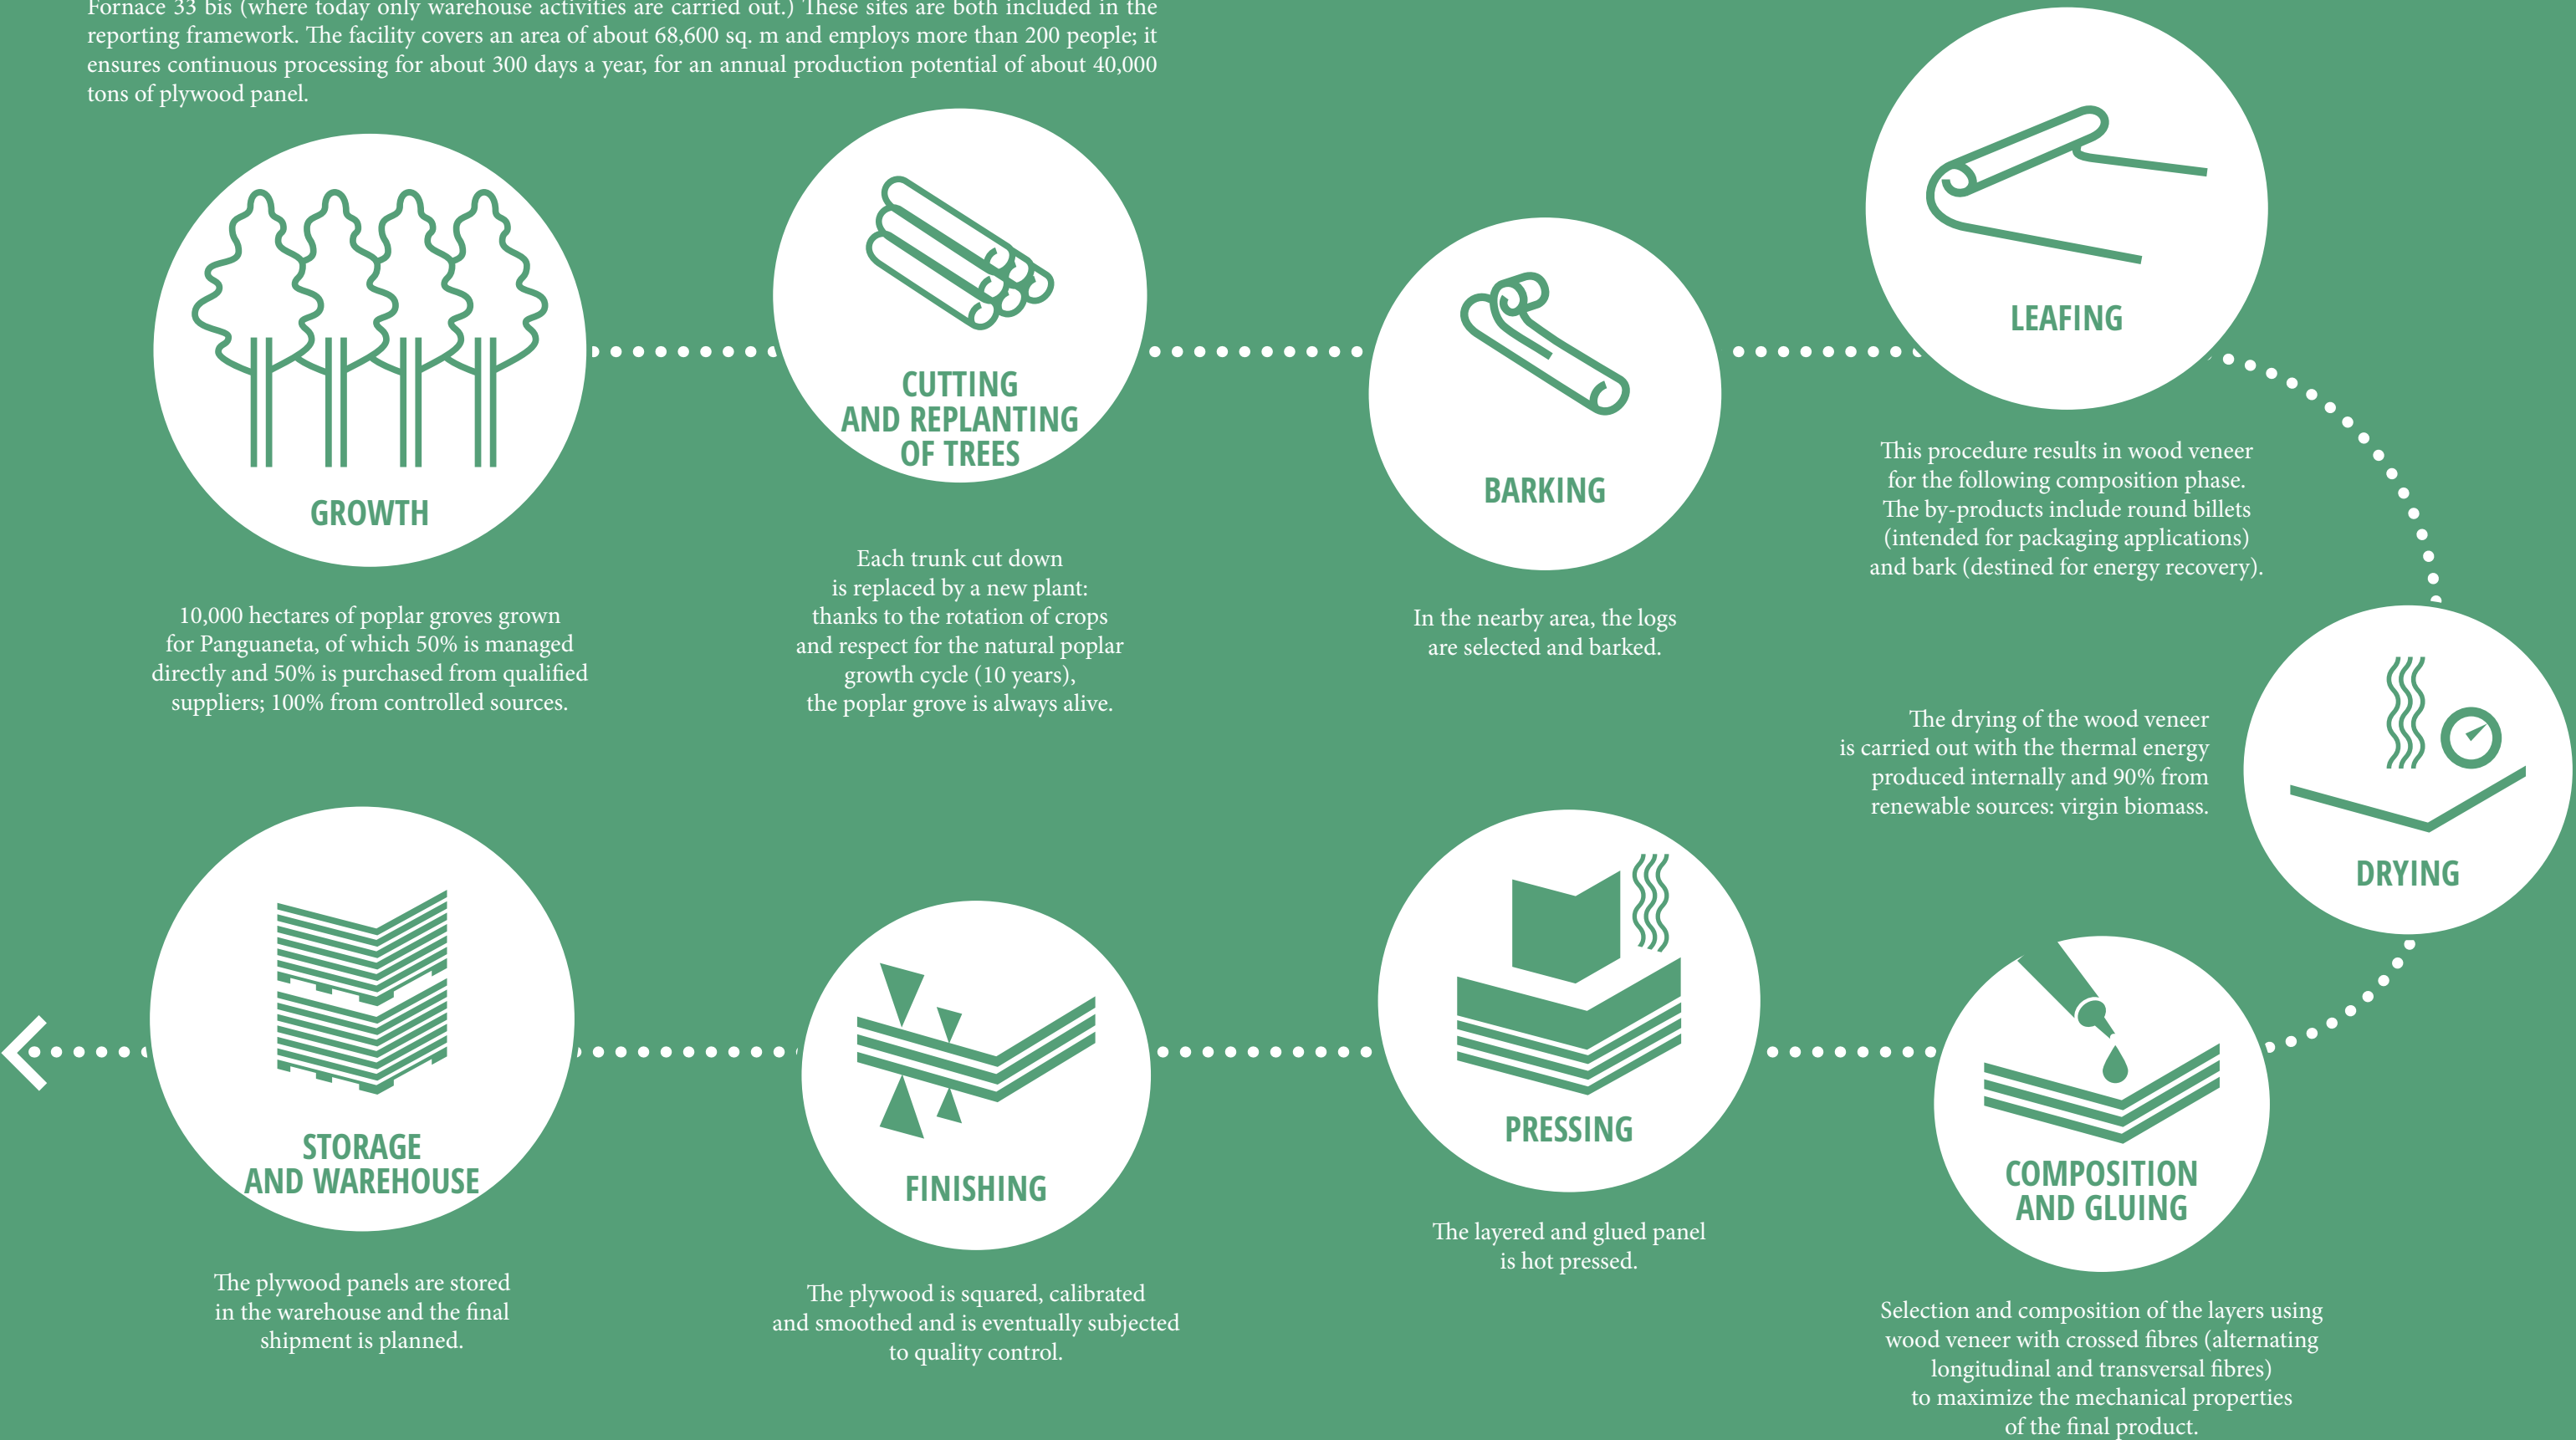 Fornace 33 bis (where today only warehouse activities are carried out.) These sites are both included in the
reporting framework. The facility covers an area of about 68,600 sq. m and employs more than 200 people; it
ensures continuous processing for about 300 days a year, for an annual production potential of about 40,000
tons of plywood panel.
GROWTH
10,000 hectares of poplar groves grown
for Panguaneta, of which 50% is managed
directly and 50% is purchased from qualified
suppliers; 100% from controlled sources.
CUTTING
AND REPLANTING
OF TREES
Each trunk cut down
is replaced by a new plant:
thanks to the rotation of crops
and respect for the natural poplar
growth cycle (10 years),
the poplar grove is always alive.
BARKING
In the nearby area, the logs
are selected and barked.
LEAFING
This procedure results in wood veneer
for the following composition phase.
The by-products include round billets
(intended for packaging applications)
and bark (destined for energy recovery).
DRYING
The drying of the wood veneer
is carried out with the thermal energy
produced internally and 90% from
renewable sources: virgin biomass.
COMPOSITION
AND GLUING
Selection and composition of the layers using
wood veneer with crossed fibres (alternating
longitudinal and transversal fibres)
to maximize the mechanical properties
of the final product.
PRESSING
The layered and glued panel
is hot pressed.
FINISHING
The plywood is squared, calibrated
and smoothed and is eventually subjected
to quality control.
STORAGE
AND WAREHOUSE
The plywood panels are stored
in the warehouse and the final
shipment is planned.